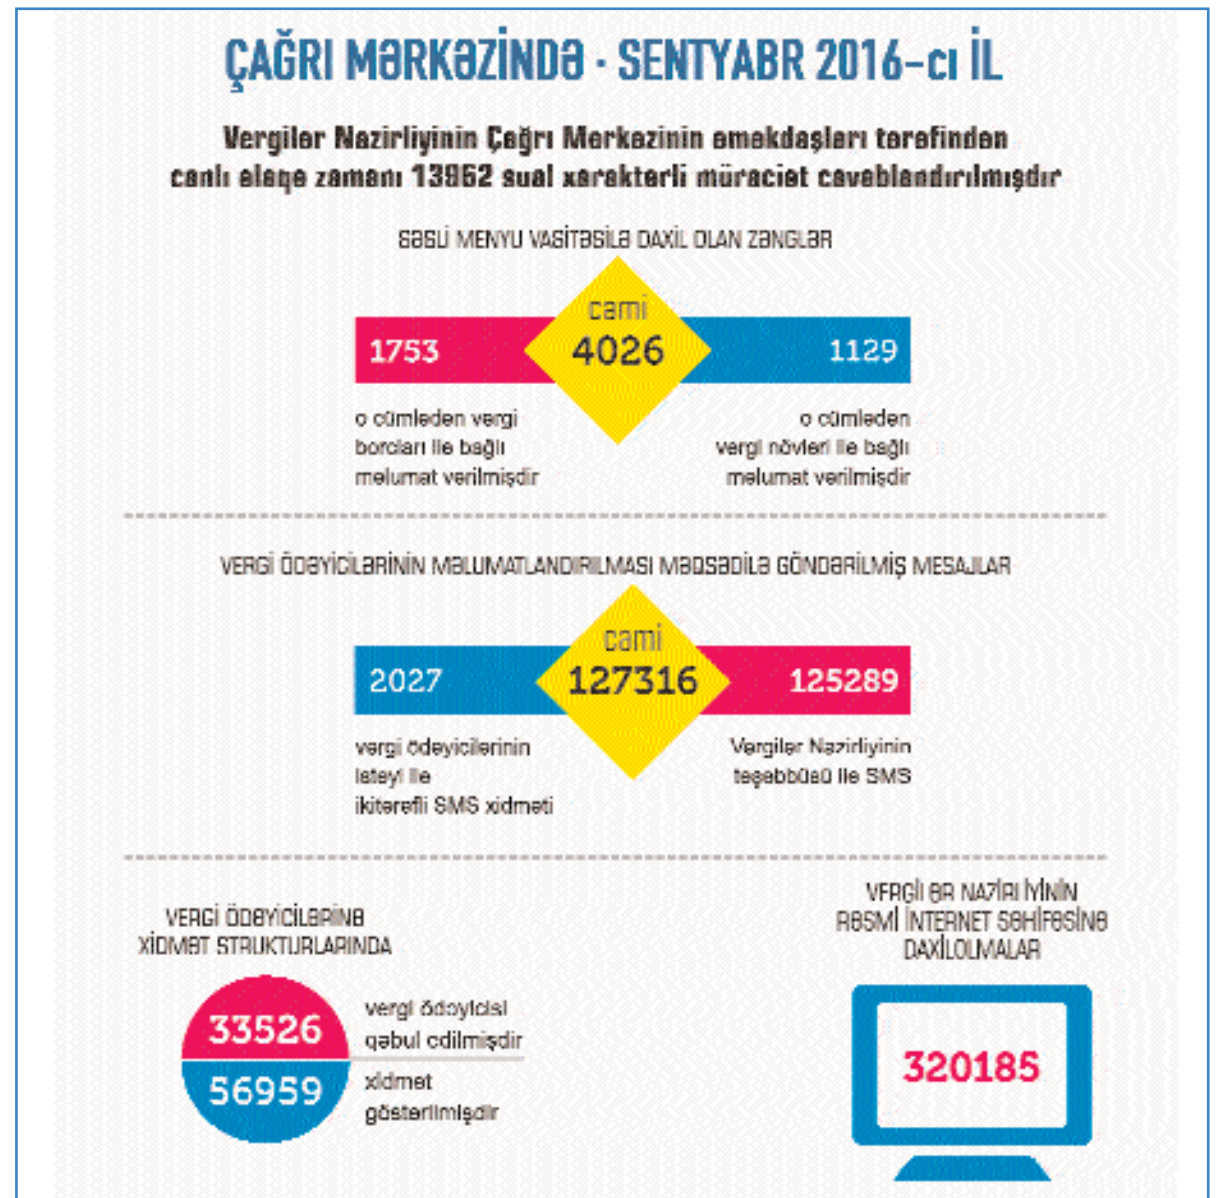 ÇAĞRI MƏRKƏZİNDƏ · SENTYABR 2016-cı İL
Vergilər Nazirliyinin Çağrı Mərkəzinin əməkdaşları tərəfindən
canlı əlaqə zamanı 13962 sual xarakterli müraciət cavablandırılmışdır
SƏSLİ MENYU VASİTƏSİLƏ DAXİL OLAN ZƏNGLƏR
cəmi
1753 4026 1129
o cümlədən vergi
borcları ilə bağlı
məlumat verilmişdir
o cümlədən
vergi növləri ilə bağlı
məlumat verilmişdir
VERGİ ÖDƏYİCİLƏRİNİN MƏLUMATLANDIRILMASI MƏQSƏDİLƏ GÖNDƏRİLMİŞ MESAJLAR
cəmi
2027 127316 125289
vergi ödəyicilərinin
istəyi ilə
ikitərəfli SMS xidməti
Vergilər Nazirliyinin
təşəbbüsü ilə SMS
VERGİ ÖDƏYİCİLƏRİNƏ
XİDMƏT STRUKTURLARINDA
33526
vergi ödəyicisi
qəbul edilmişdir
56959
xidmət
göstərilmişdir
VERGİLƏR NAZİRLİYİNİN
RƏSMİ İNTERNET SƏHİFƏSİNƏ
DAXİLOLMALAR
320185